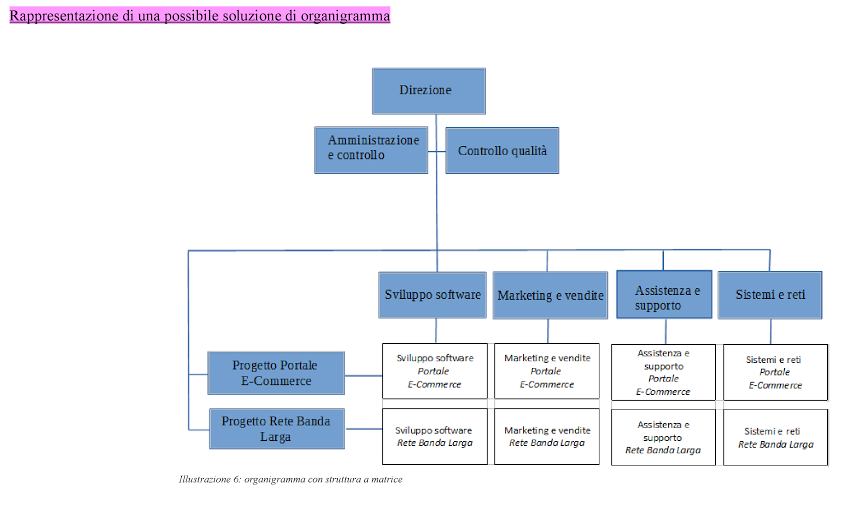 Rappresentazione di una possibile soluzione di organigramma
Direzione
Amministrazione
e controllo
Controllo qualità
Sviluppo software
Marketing e vendite
Assistenza e
supporto
Sistemi e reti
Progetto Portale
E-Commerce
Sviluppo software
Portale
E-Commerce
Marketing e vendite
Portale
E-Commerce
Assistenza e
supporto
Portale
E-Commerce
Sistemi e reti
Portale
E-Commerce
Progetto Rete Banda
Larga
Sviluppo software
Rete Banda Larga
Marketing e vendite
Rete Banda Larga
Assistenza e
supporto
Rete Banda Larga
Sistemi e reti
Rete Banda Larga
Illustrazione 6: organigramma con struttura a matrice